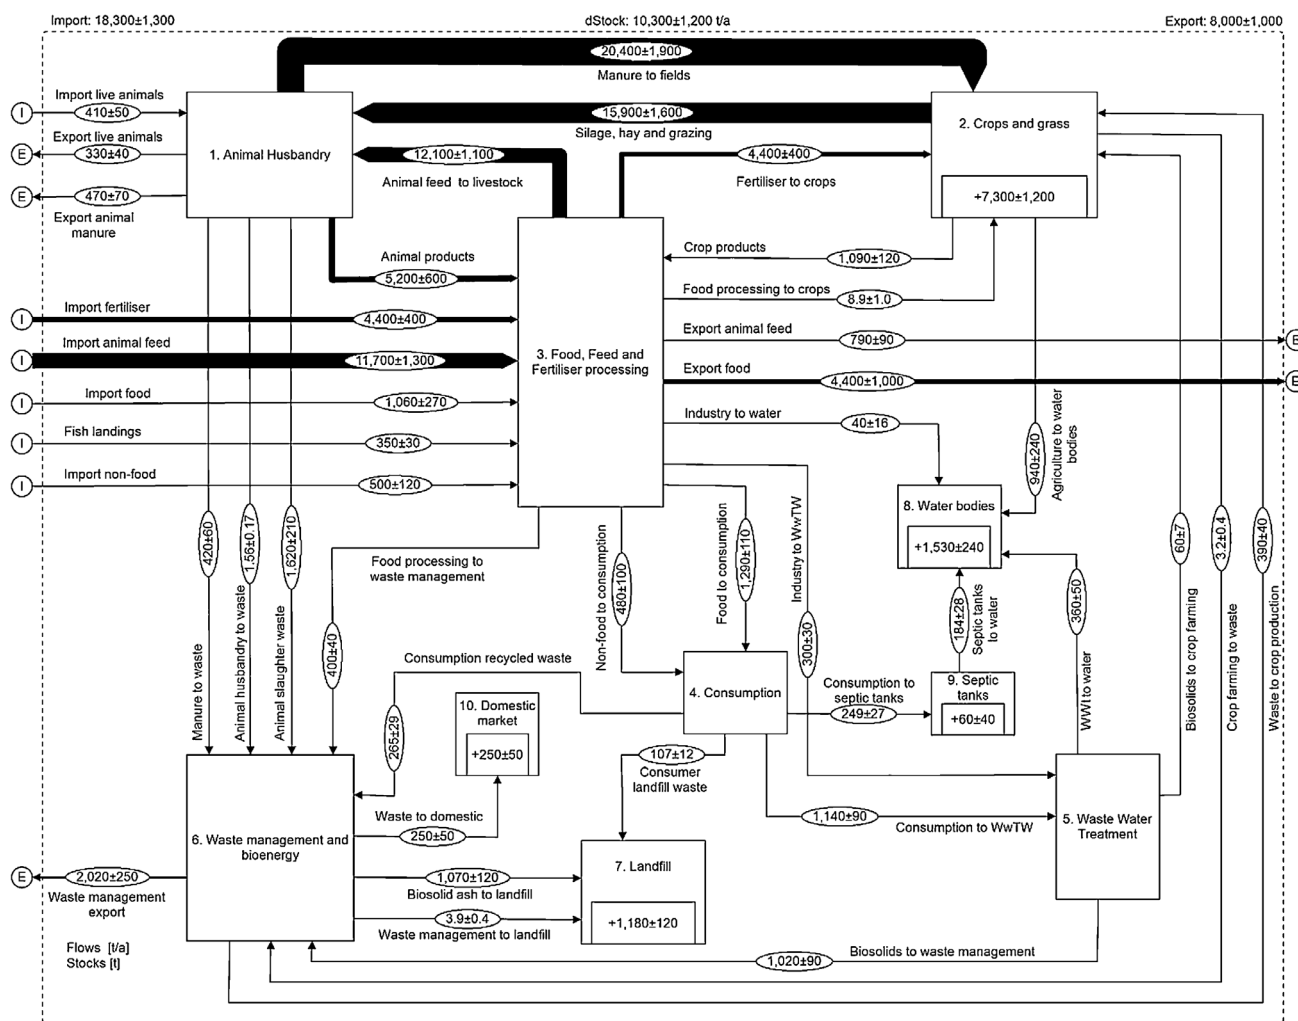 Import: 18,300±1,300
dStock: 10,300±1,200 t/a
Export: 8,000±1,000
20,400±1,900
Manure to fields
Import live animals
I
410±50
Export live animals
E
330±40
E
470±70
Export animal
manure
1. Animal Husbandry
15,900±1,600
Silage, hay and grazing
12,100±1,100
Animal feed to livestock
4,400±400
Fertiliser to crops
2. Crops and grass
+7,300±1,200
Animal products
5,200±600
Crop products
1,090±120
Food processing to crops
8.9±1.0
Import fertiliser
I
4,400±400
Import animal feed
I
11,700±1,300
Import food
I
1,060±270
Fish landings
I
350±30
Import non-food
I
500±120
3. Food, Feed and
Fertiliser processing
Export animal feed
790±90
E
Export food
4,400±1,000
E
Industry to water
40±16
940±240
Agriculture to water
bodies
8. Water bodies
+1,530±240
420±60
Manure to waste
1.56±0.17
Animal husbandry to waste
1,620±210
Animal slaughter waste
Food processing to
waste management
400±40
Non-food to consumption
480±100
Food to consumption
1,290±110
Industry to WwTW
300±30
184±28
Septic tanks
to water
360±50
WWt to water
60±7
Biosolids to crop farming
3.2±0.4
Crop farming to waste
390±40
Waste to crop production
Consumption recycled waste
265±29
4. Consumption
Consumption to
septic tanks
249±27
9. Septic
tanks
+60±40
10. Domestic
market
+250±50
107±12
Consumer
landfill waste
Waste to domestic
250±50
1,140±90
Consumption to WwTW
5. Waste Water
Treatment
6. Waste management and
bioenergy
7. Landfill
+1,180±120
E
2,020±250
Waste management
export
1,070±120
Biosolid ash to landfill
3.9±0.4
Waste management to landfill
Flows [t/a]
Stocks [t]
Biosolids to waste management
1,020±90